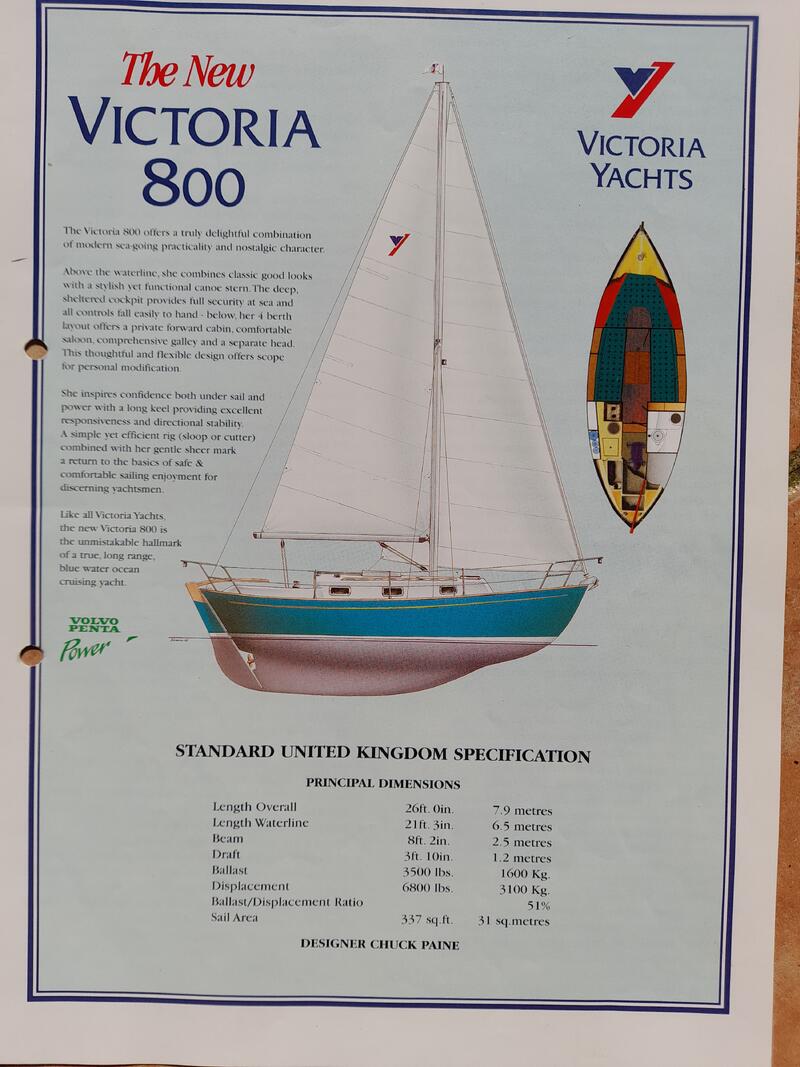 The New
VICTORIA
800
VICTORIA
YACHTS
The Victoria 800 offers a truly delightful combination
of modern sea-going practicality and nostalgic character.
Above the waterline, she combines classic good looks
with a stylish yet functional canoe stern. The deep,
sheltered cockpit provides full security at sea and
all controls fall easily to hand - below, her 4 berth
layout offers a private forward cabin, comfortable
saloon, comprehensive galley and a separate head.
This thoughtful and flexible design offers scope
for personal modification.
She inspires confidence both under sail and
power with a long keel providing excellent
responsiveness and directional stability.
A simple yet efficient rig (sloop or cutter)
combined with her gentle sheer mark
a return to the basics of safe &
comfortable sailing enjoyment for
discerning yachtsmen.
Like all Victoria Yachts,
the new Victoria 800 is
the unmistakable hallmark
of a true, long range,
blue water ocean
cruising yacht.
VOLVO
PENTA
Power
STANDARD UNITED KINGDOM SPECIFICATION
PRINCIPAL DIMENSIONS
Length Overall 26ft. 0in. 7.9 metres
Length Waterline 21ft. 3in. 6.5 metres
Beam 8ft. 2in. 2.5 metres
Draft 3ft. 10in. 1.2 metres
Ballast 3500 lbs. 1600 Kg.
Displacement 6800 lbs. 3100 Kg.
Ballast/Displacement Ratio 51%
Sail Area 337 sq.ft. 31 sq.metres
DESIGNER CHUCK PAINE